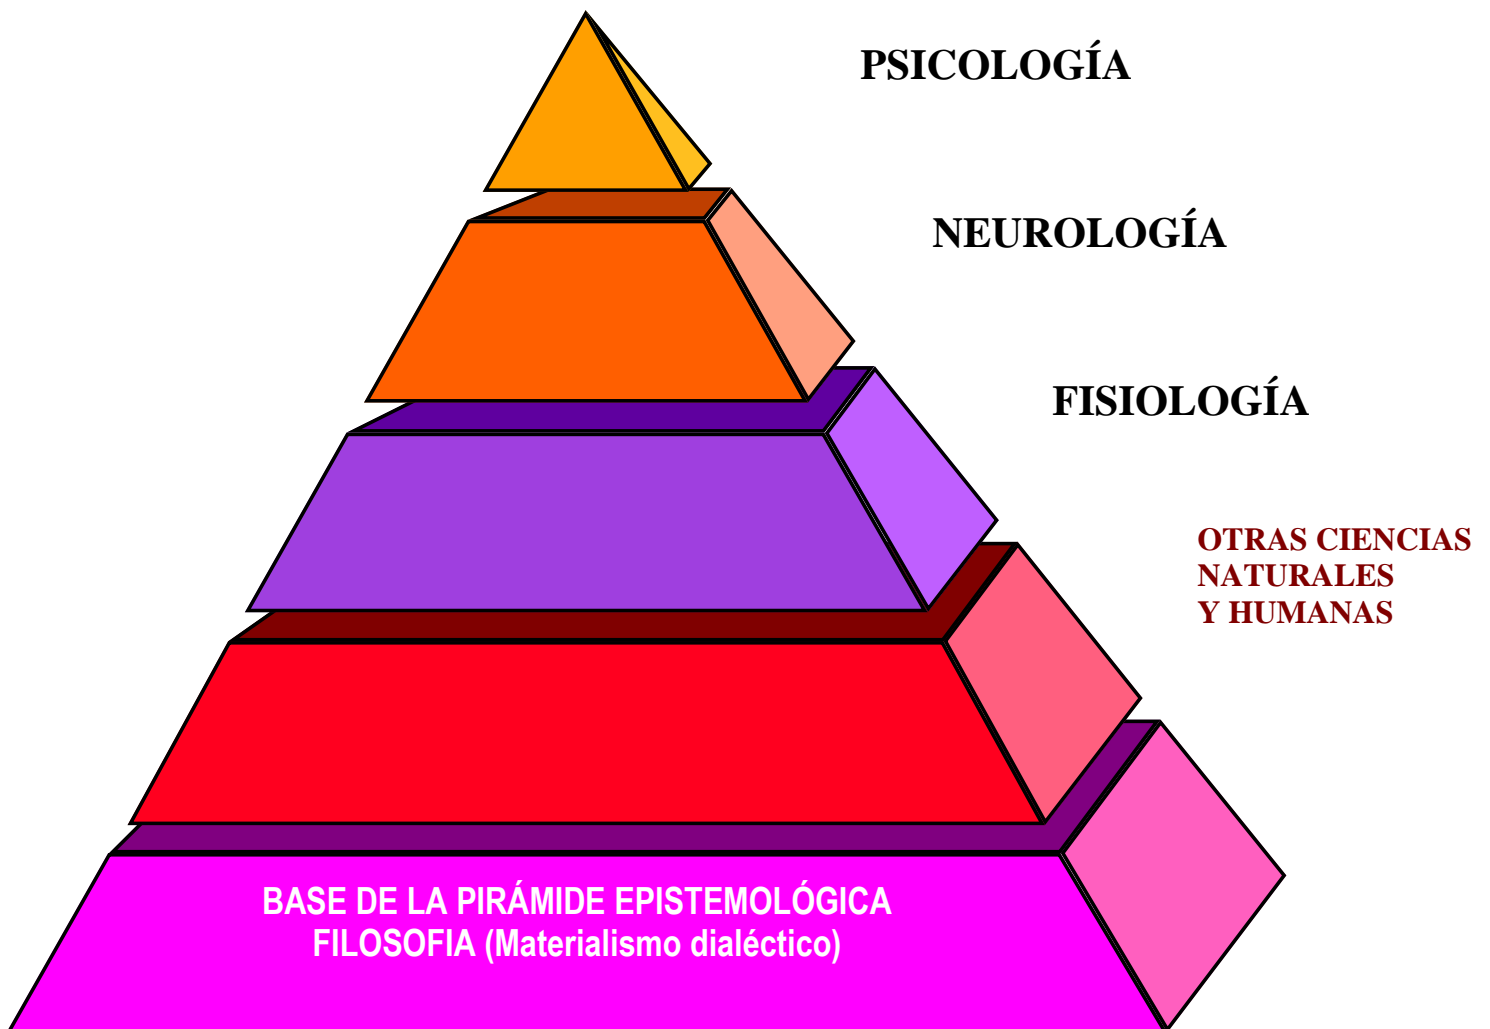 PSICOLOGÍA
NEUROLOGÍA
FISIOLOGÍA
OTRAS CIENCIAS
NATURALES
Y HUMANAS
BASE DE LA PIRÁMIDE EPISTEMOLÓGICA
FILOSOFIA (Materialismo dialéctico)